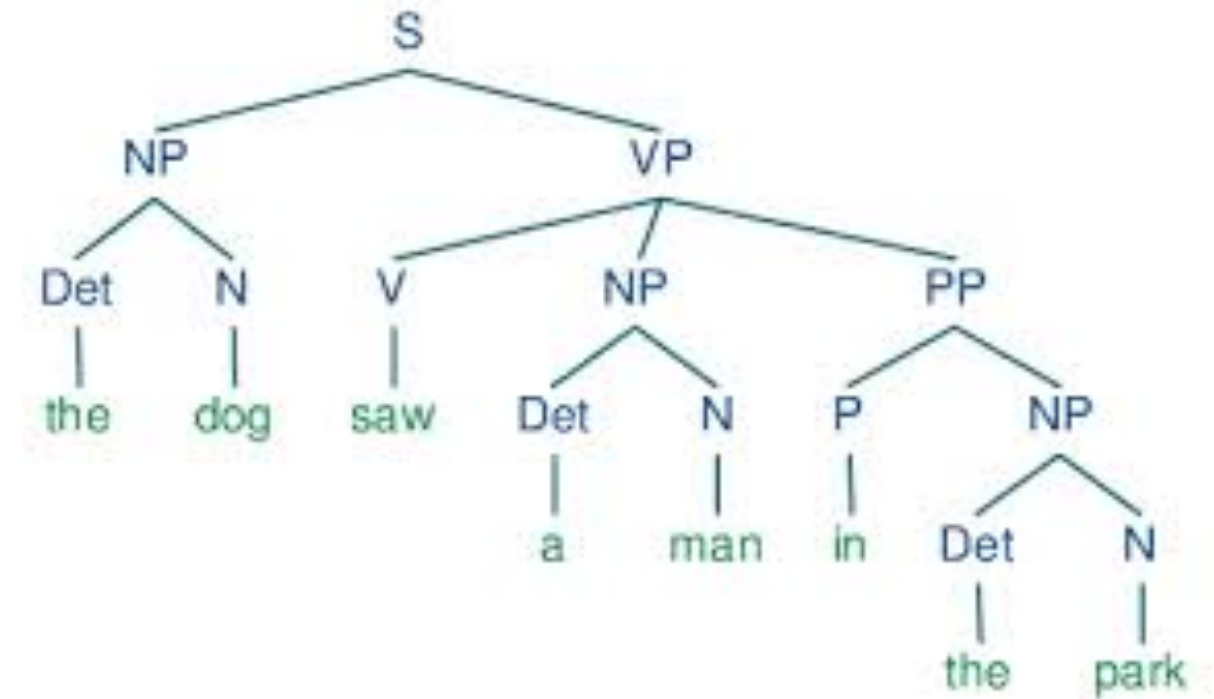 S
NP VP
Det N V NP PP
the dog saw Det N P NP
a man in Det N
the park